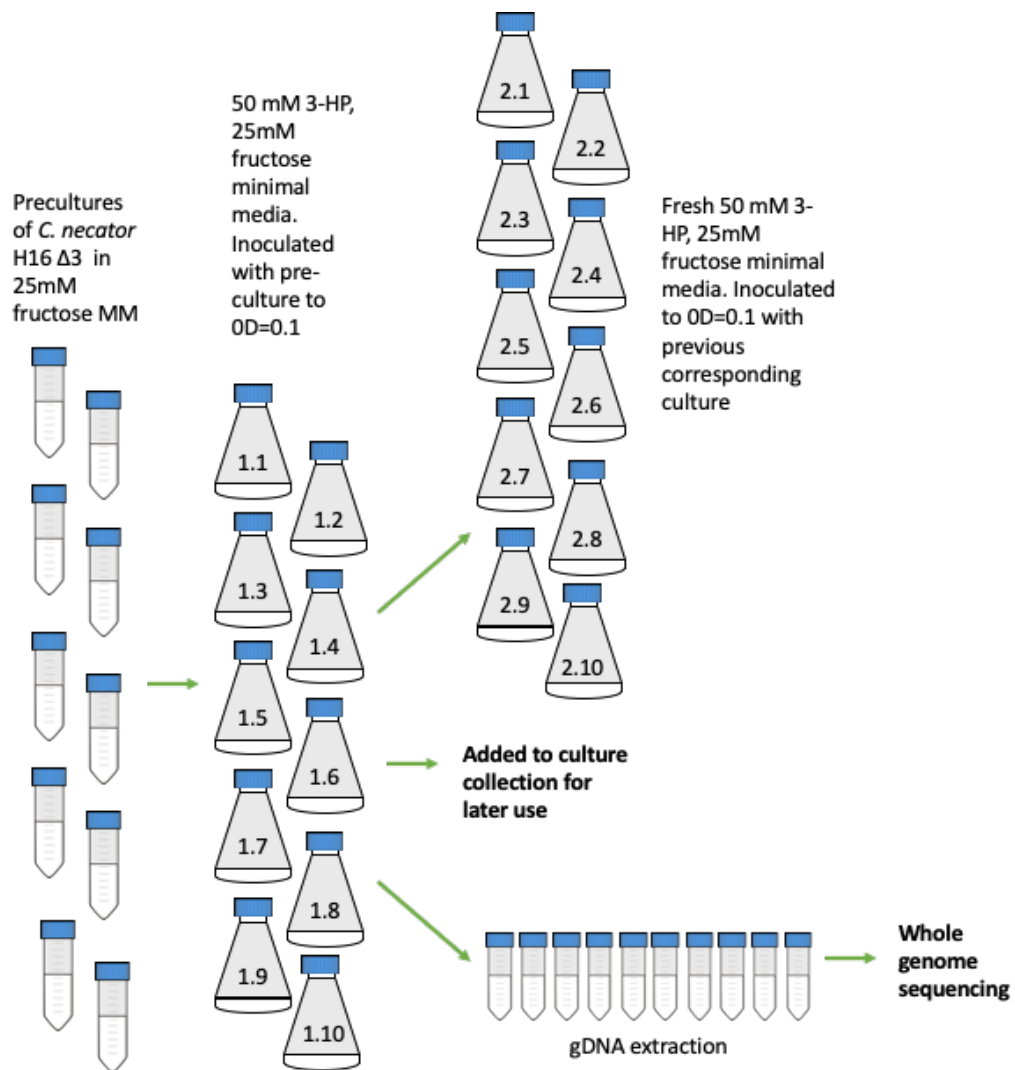 Precultures
of C. necator
H16 Δ3 in
25mM
fructose MM
50 mM 3-HP,
25mM
fructose
minimal
media.
Inoculated
with pre-
culture to
0D=0.1
1.1
1.2
1.3
1.4
1.5
1.6
1.7
1.8
1.9
1.10
2.1
2.2
2.3
2.4
2.5
2.6
2.7
2.8
2.9
2.10
Fresh 50 mM 3-
HP, 25mM
fructose minimal
media. Inoculated
to 0D=0.1 with
previous
corresponding
culture
Added to culture
collection for
later use
gDNA extraction
Whole
genome
sequencing